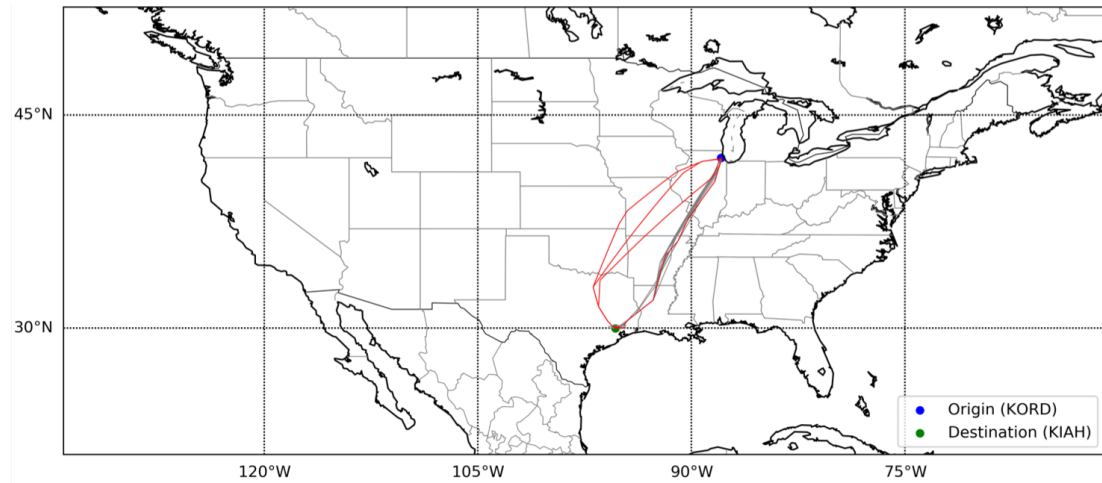 45°N
30°N
120°W
105°W
90°W
75°W
Origin (KORD)
Destination (KIAH)